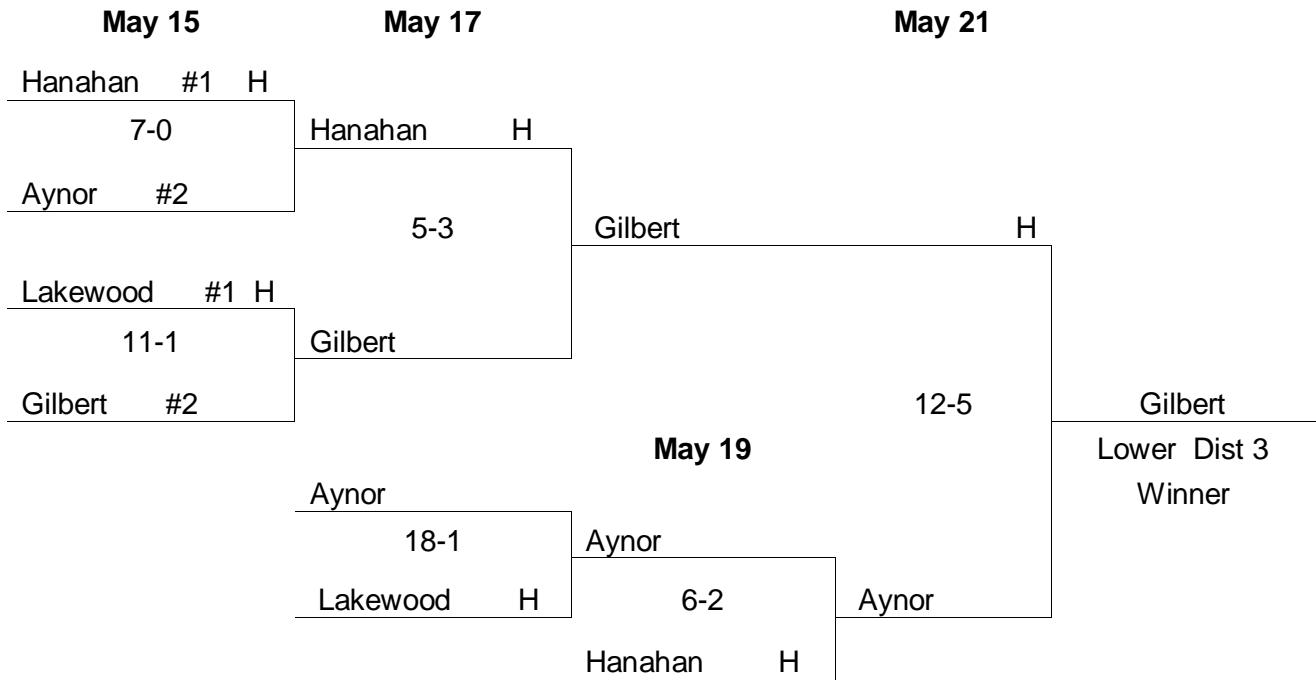 May 15 May 17 May 21
Hanahan #1 H
7-0 Hanahan H
Aynor #2
5-3 Gilbert H
Lakewood #1 H
11-1 Gilbert
Gilbert #2 12-5 Gilbert
May 19 Lower Dist 3
Aynor Winner
18-1 Aynor
Lakewood H 6-2 Aynor
Hanahan H